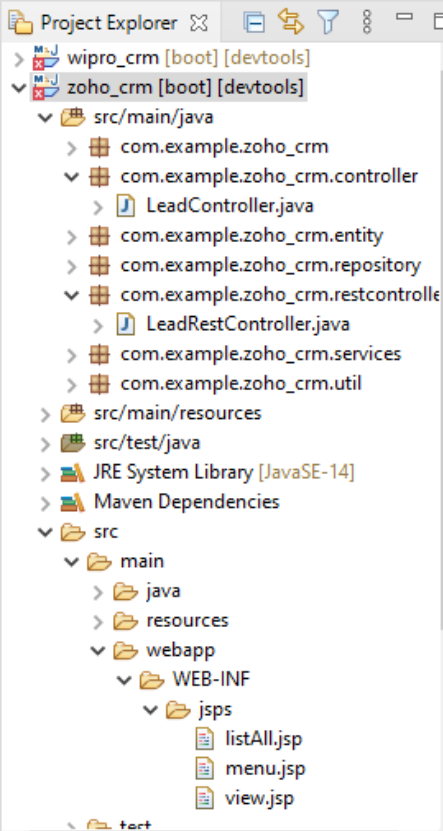 Project Explorer
wipro_crm [boot] [devtools]
zoho_crm [boot] [devtools]
src/main/java
com.example.zoho_crm
com.example.zoho_crm.controller
LeadController.java
com.example.zoho_crm.entity
com.example.zoho_crm.repository
com.example.zoho_crm.restcontrolle
LeadRestController.java
com.example.zoho_crm.services
com.example.zoho_crm.util
src/main/resources
src/test/java
JRE System Library [JavaSE-14]
Maven Dependencies
src
main
java
resources
webapp
WEB-INF
jsps
listAll.jsp
menu.jsp
view.jsp
test